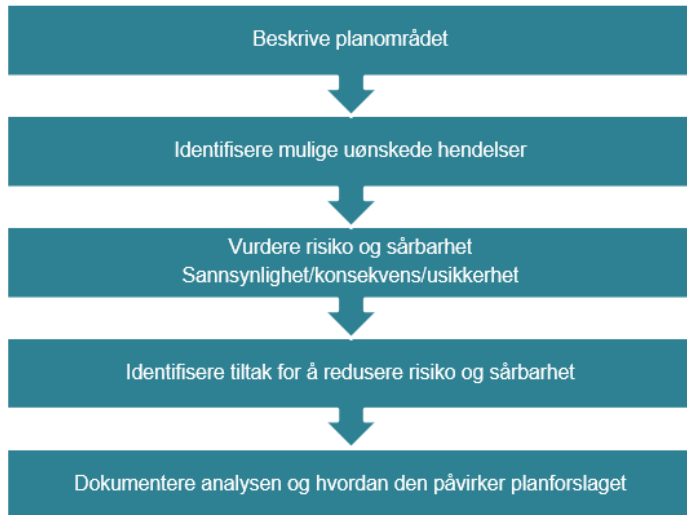 Beskrive planområdet
Identifisere mulige uønskede hendelser
Vurdere risiko og sårbarhet
Sannsynlighet/konsekvens/usikkerhet
Identifisere tiltak for å redusere risiko og sårbarhet
Dokumentere analysen og hvordan den påvirker planforslaget